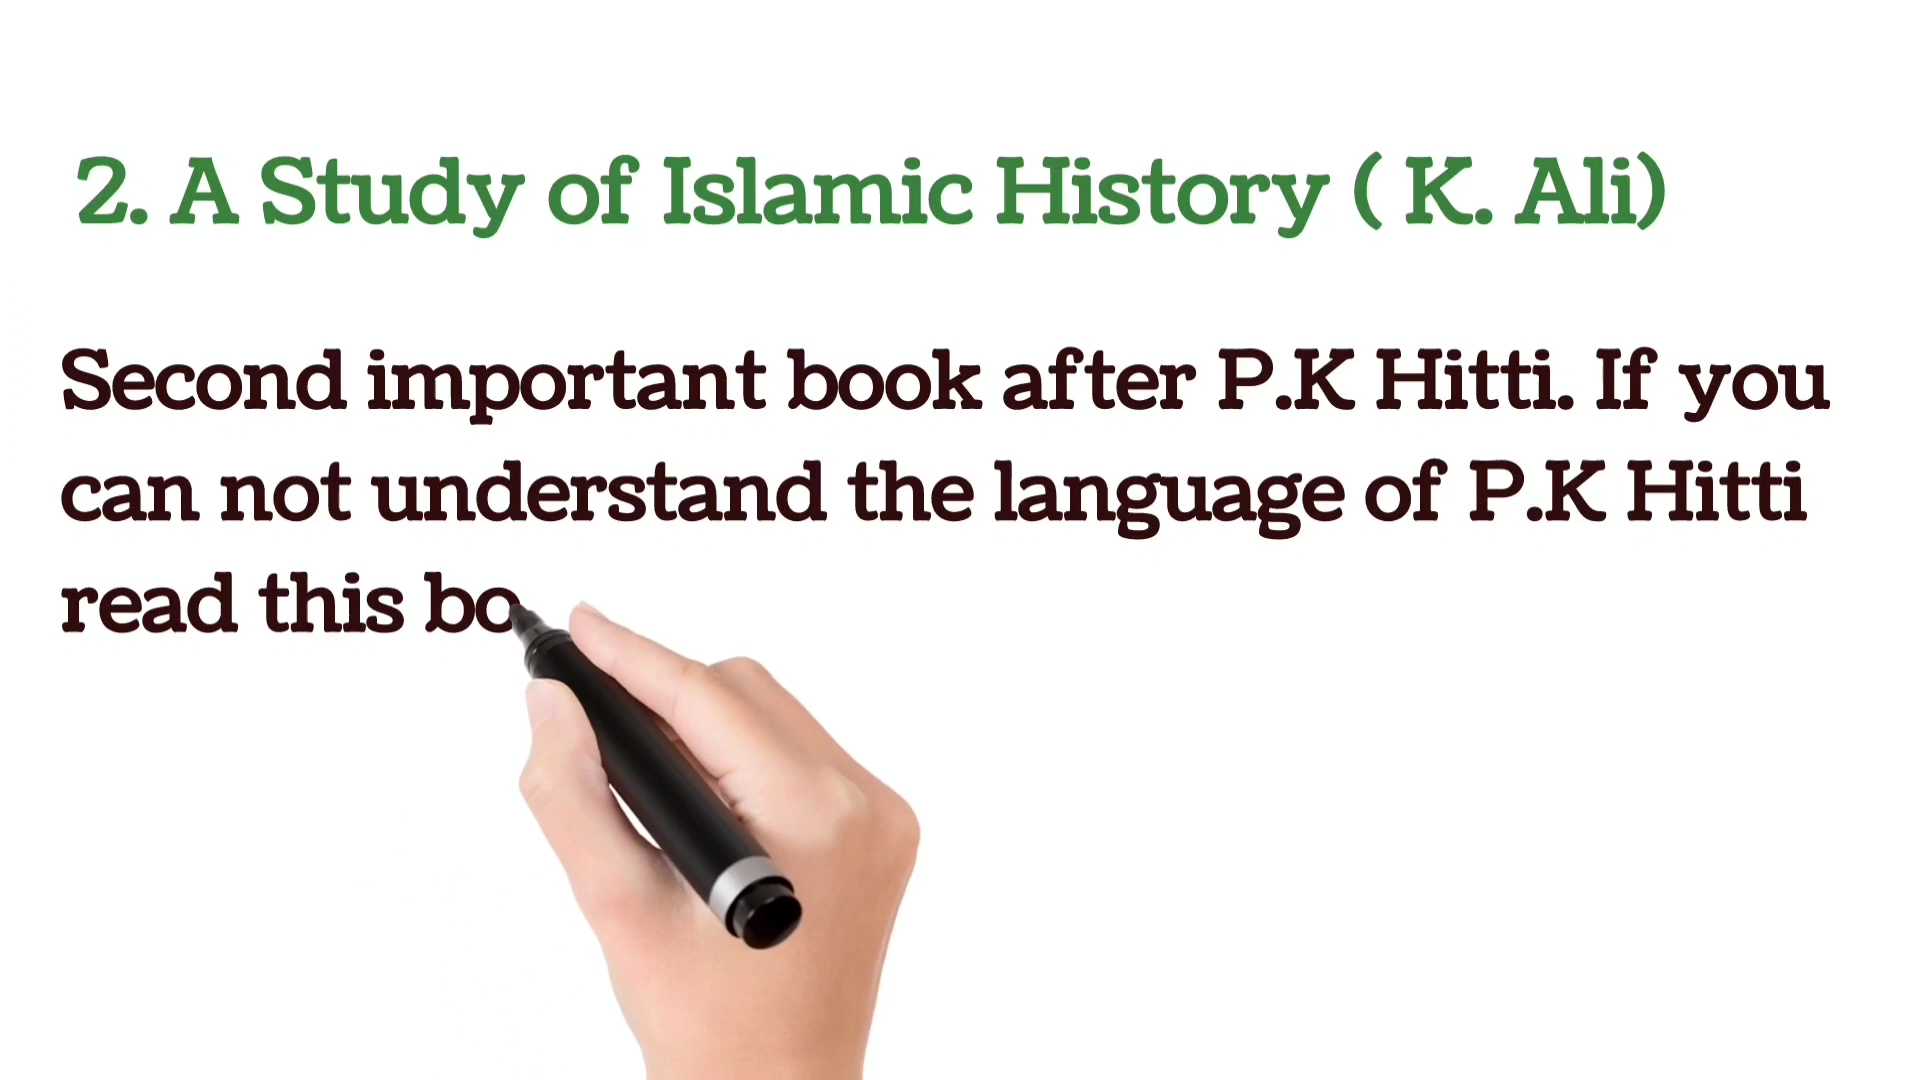 2. A Study of Islamic History ( K. Ali)
Second important book after P.K Hitti. If you
can not understand the language of P.K Hitti
read this bo